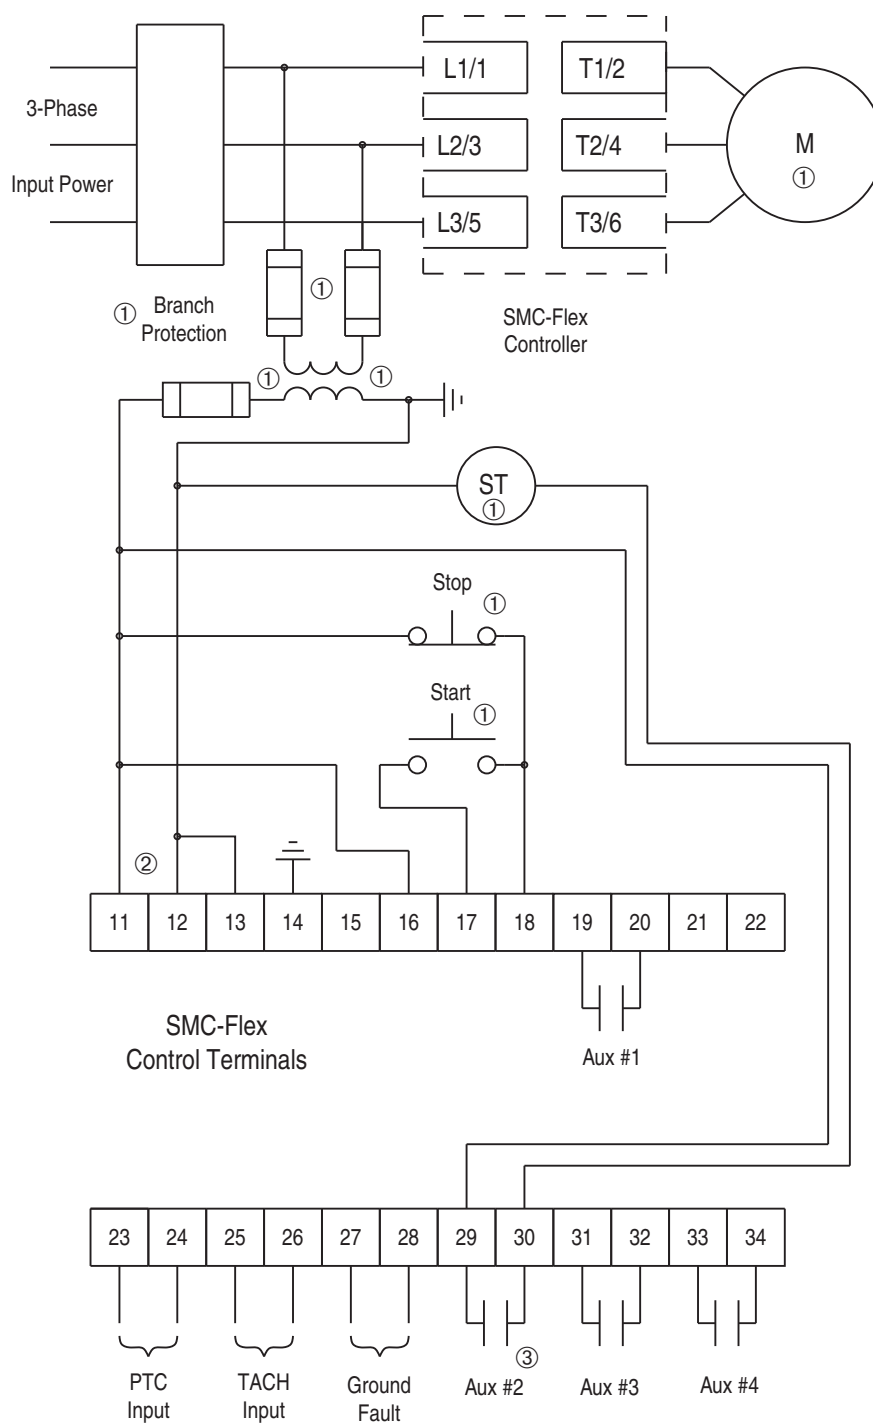 3-Phase
Input Power
L1/1
T1/2
L2/3
T2/4
L3/5
T3/6
M
①
① Branch
Protection
①
SMC-Flex
Controller
①
①
ST
①
Stop
①
Start
①
②
11 12 13 14 15 16 17 18 19 20 21 22
SMC-Flex
Control Terminals
Aux #1
23 24 25 26 27 28 29 30 31 32 33 34
③
PTC
Input
TACH
Input
Ground
Fault
Aux #2
Aux #3
Aux #4